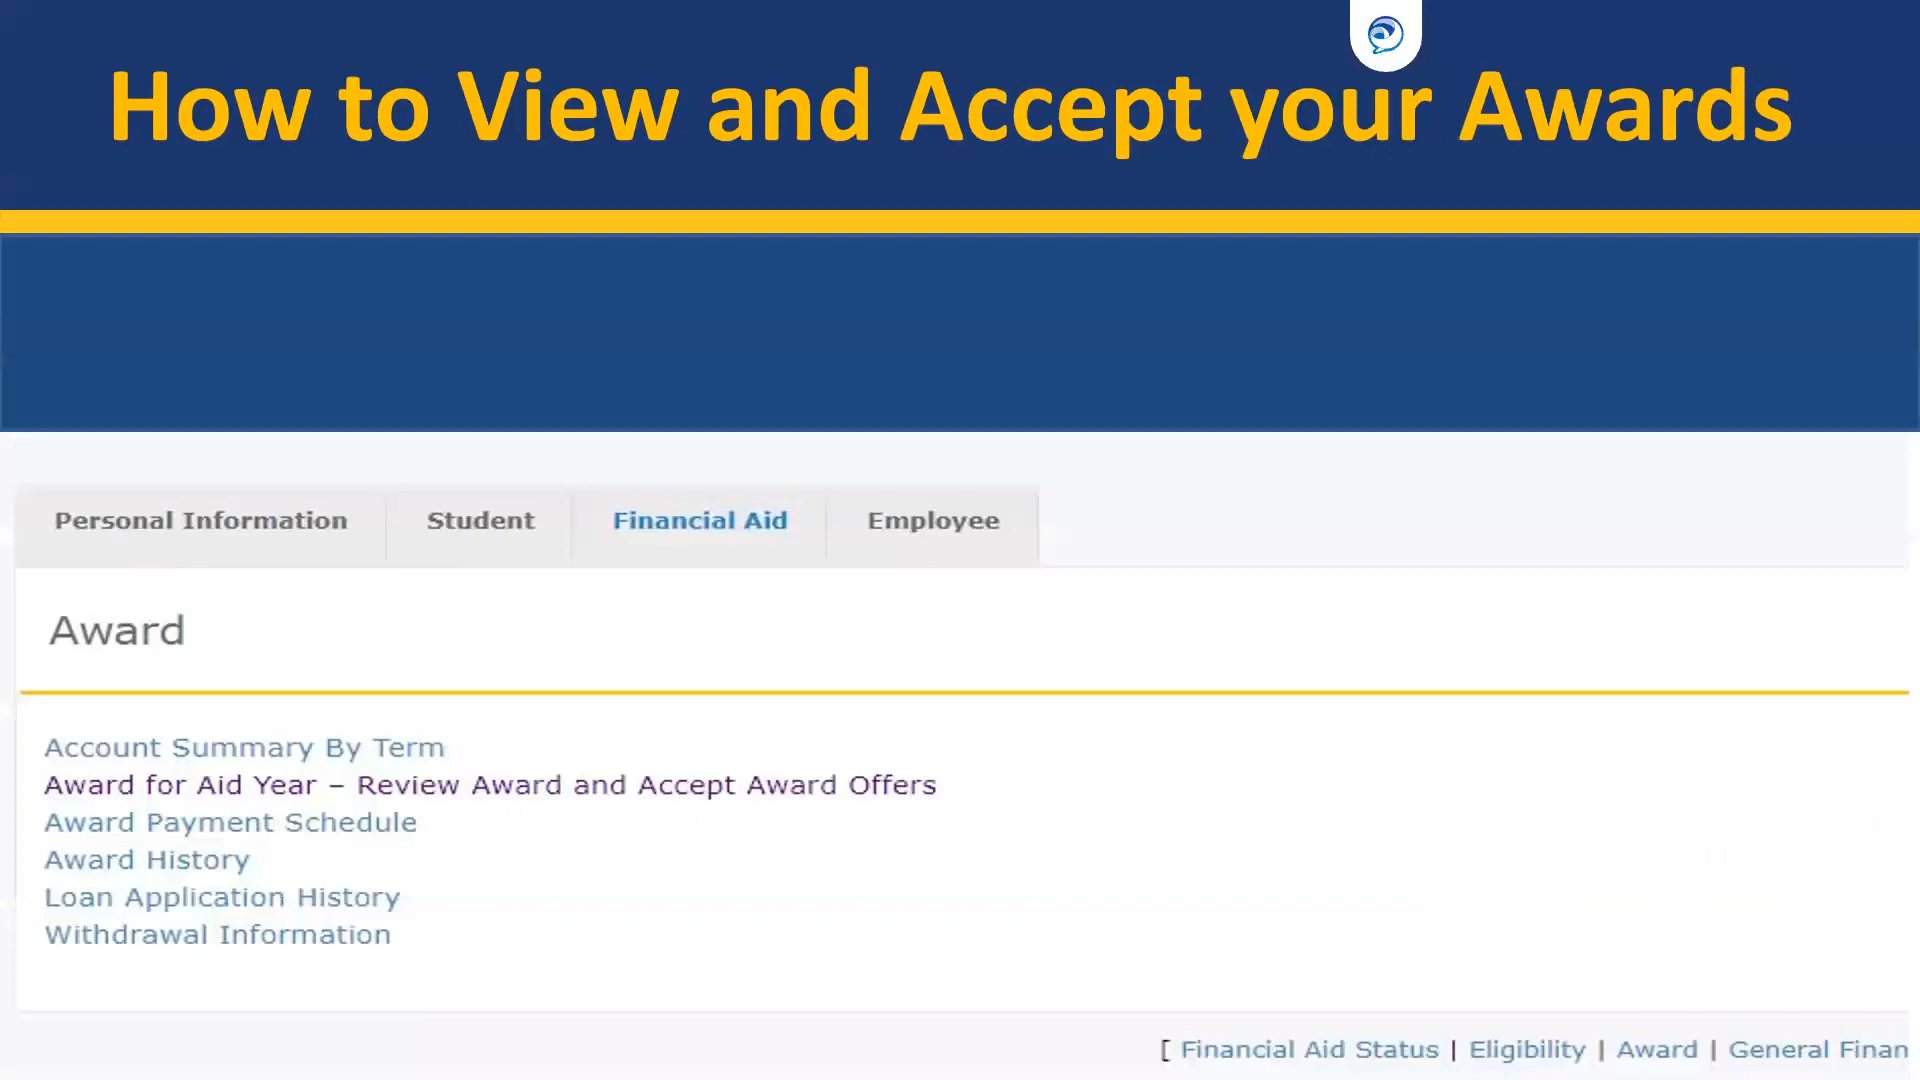 How to View and Accept your Awards
Personal Information Student Financial Aid Employee
Award
Account Summary By Term
Award for Aid Year – Review Award and Accept Award Offers
Award Payment Schedule
Award History
Loan Application History
Withdrawal Information
[ Financial Aid Status | Eligibility | Award | General Finan